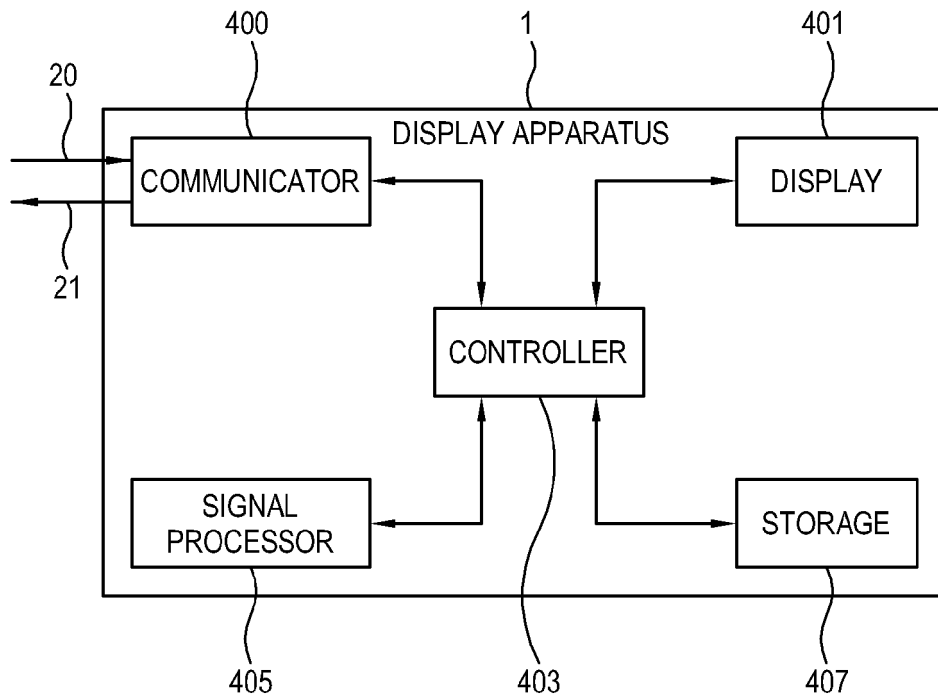 400
1
401
20
DISPLAY APPARATUS
COMMUNICATOR
DISPLAY
21
CONTROLLER
SIGNAL
PROCESSOR
STORAGE
405
403
407